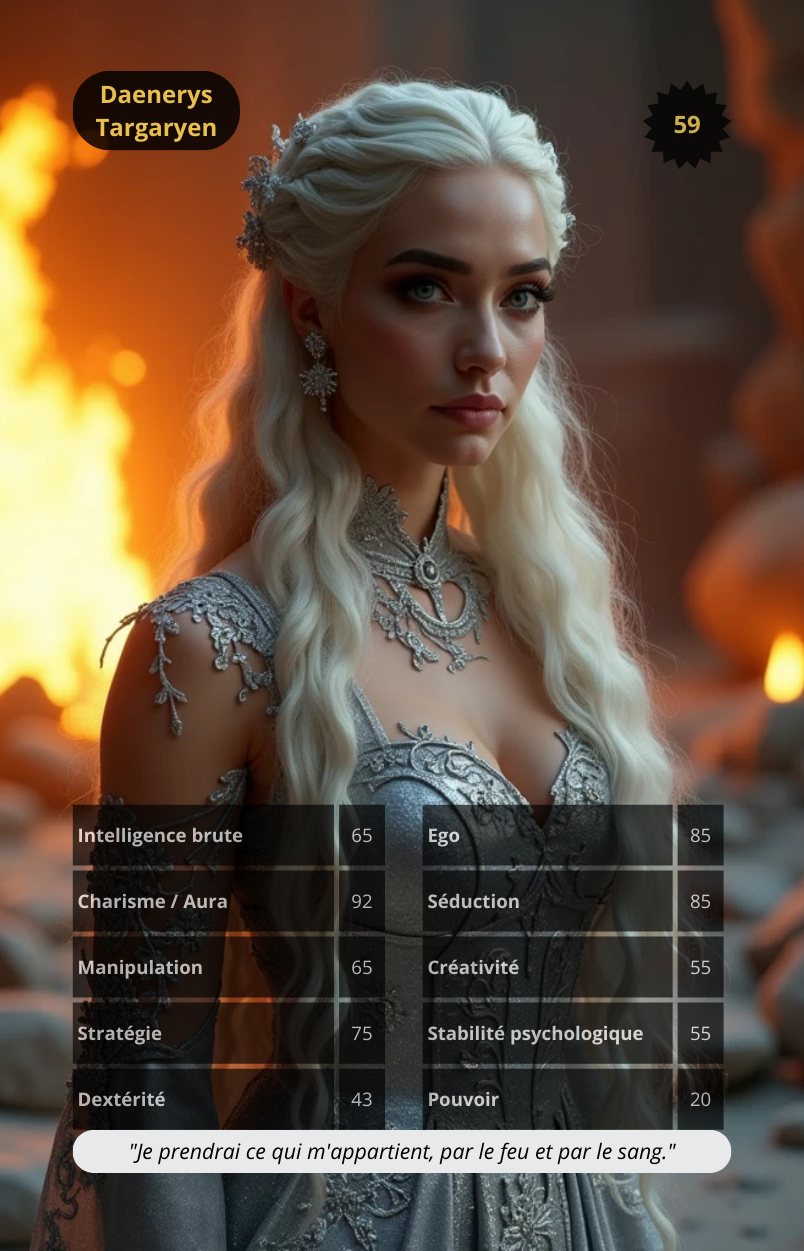 Daenerys
Targaryen
59
Intelligence brute 65
Ego 85
Charisme / Aura 92
Séduction 85
Manipulation 65
Créativité 55
Stratégie 75
Stabilité psychologique 55
Dextérité 43
Pouvoir 20
"Je prendrai ce qui m'appartient, par le feu et par le sang."